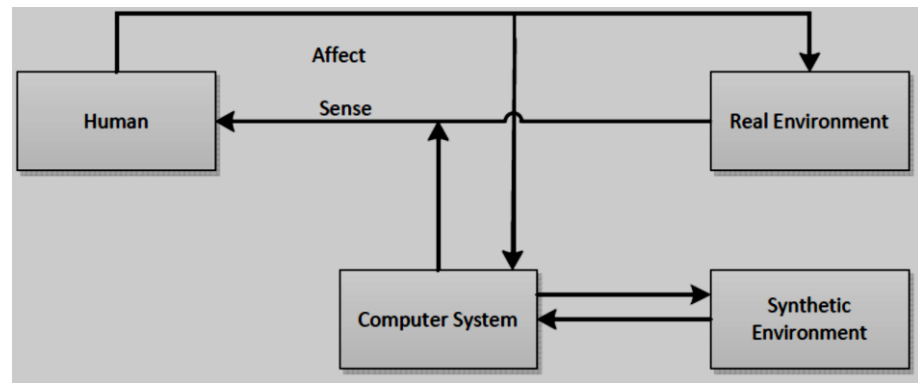 Affect
Human
Sense
Real Environment
Computer System
Synthetic
Environment